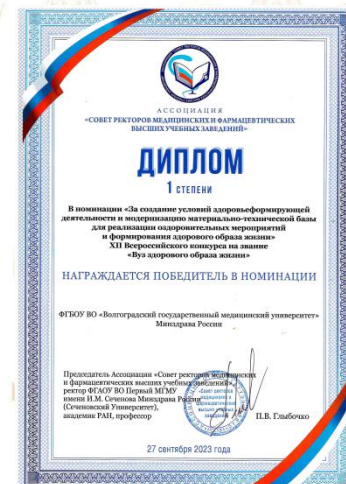 АССОЦИАЦИЯ
«СОВЕТ РЕКТОРОВ МЕДИЦИНСКИХ И ФАРМАЦЕВТИЧЕСКИХ
ВЫСШИХ УЧЕБНЫХ ЗАВЕДЕНИЙ»
ДИПЛОМ
1 СТЕПЕНИ
В номинации «За создание условий здоровьеформирующей
деятельности и модернизацию материально-технической базы
для реализации оздоровительных мероприятий
и формирования здорового образа жизни»
XII Всероссийского конкурса на звание
«Вуз здорового образа жизни»
НАГРАЖДАЕТСЯ ПОБЕДИТЕЛЬ В НОМИНАЦИИ
ФГБОУ ВО «Волгоградский государственный медицинский университет»
Минздрава России
Председатель Ассоциации «Совет ректоров медицинских
и фармацевтических высших учебных заведений»,
ректор ФГАОУ ВО Первый МГМУ
имени И.М. Сеченова Минздрава России
(Сеченовский Университет),
академик РАН, профессор
П.В. Глыбочко
27 сентября 2023 года